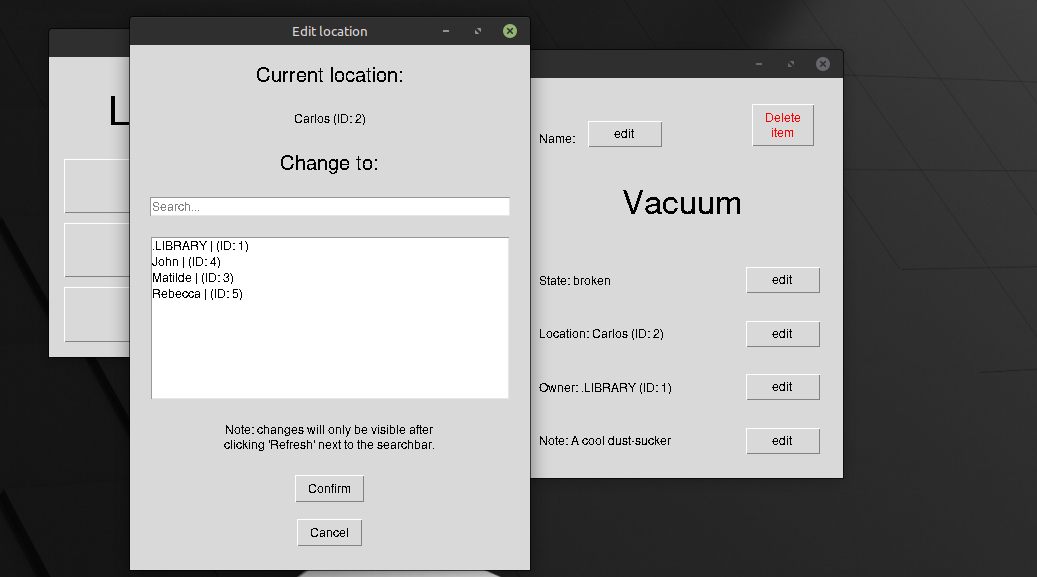 Edit location
Current location:
Carlos (ID: 2)
Change to:
Search...
.LIBRARY | (ID: 1)
John | (ID: 4)
Matilde | (ID: 3)
Rebecca | (ID: 5)
Note: changes will only be visible after
clicking 'Refresh' next to the searchbar.
Confirm
Cancel
L
Name:
edit
Delete
item
Vacuum
State: broken
edit
Location: Carlos (ID: 2)
edit
Owner: .LIBRARY (ID: 1)
edit
Note: A cool dust-sucker
edit